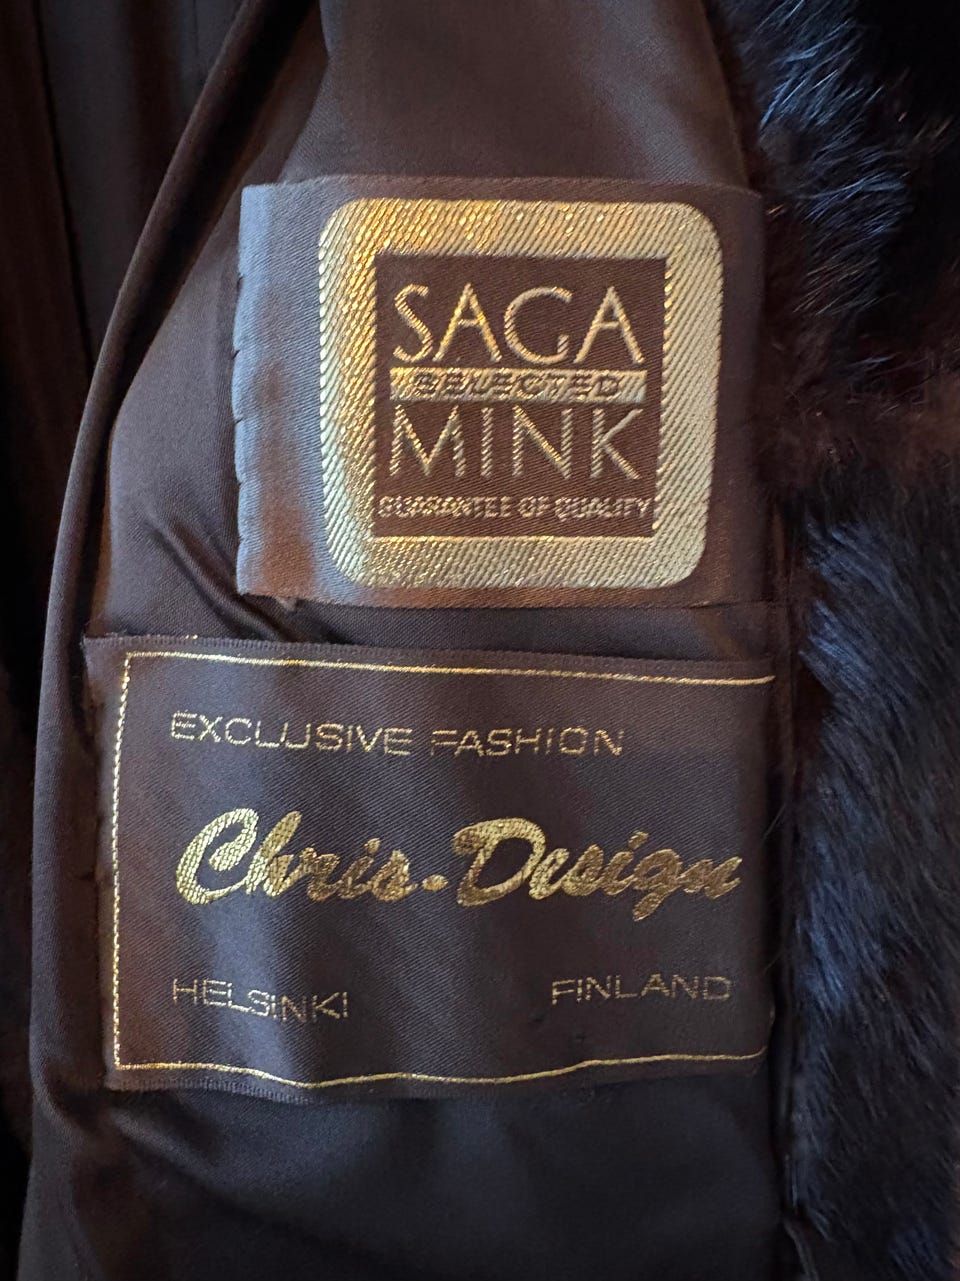 SAGA
SELECTED
MINK
GUARANTEE OF QUALITY
EXCLUSIVE FASHION
Chris-Design
HELSINKI FINLAND